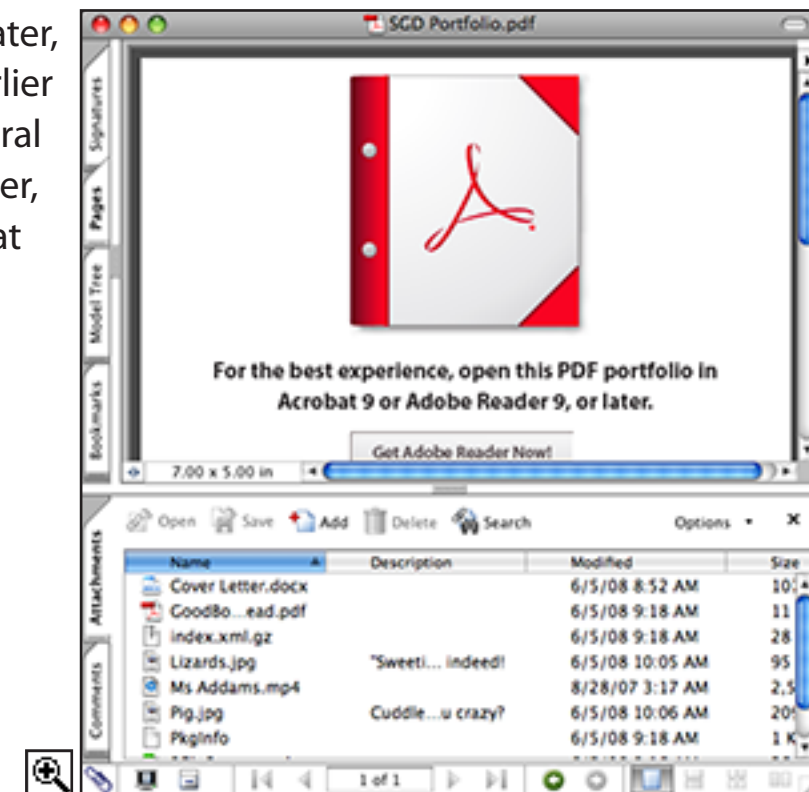 ater,
rlier
ral
er,
at
SGD Portfolio.pdf
Signatures
Pages
Model Tree
Bookmarks
For the best experience, open this PDF portfolio in
Acrobat 9 or Adobe Reader 9, or later.
Get Adobe Reader Now!
7.00 x 5.00 in
Attachments
Comments
Open Save Add Delete Search Options
Name Description Modified Size
Cover Letter.docx 6/5/08 8:52 AM
GoodBo...ead.pdf 6/5/08 9:18 AM 11
index.xml.gz 6/5/08 9:18 AM 28
Lizards.jpg "Sweeti... indeed! 6/5/08 10:05 AM 95
Ms Addams.mp4 8/28/07 3:17 AM 2,5
Pig.jpg Cuddle...u crazy? 6/5/08 10:06 AM
PkgInfo 6/5/08 9:18 AM 1 K
1 of 1